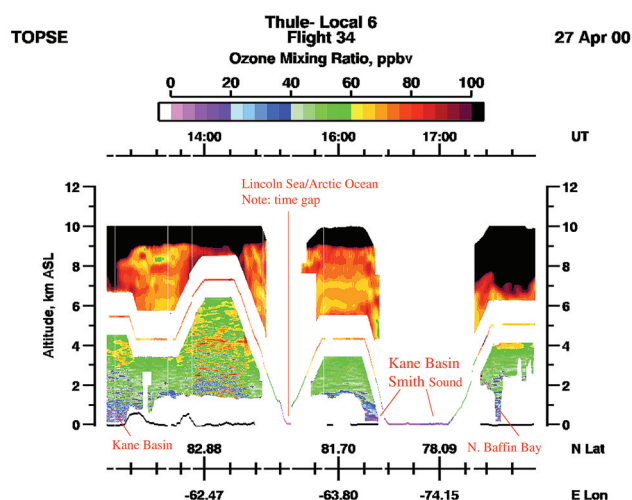 TOPSE
Thule- Local 6
Flight 34
27 Apr 00
Ozone Mixing Ratio, ppbv
0 20 40 60 80 100
14:00 16:00 17:00 UT
Lincoln Sea/Arctic Ocean
Note: time gap
12 12
10 10
8 8
6 6
4 4
2 2
0 0
Altitude, km ASL
Kane Basin
Smith Sound
Kane Basin
N. Baffin Bay
82.88 81.70 78.09 N Lat
-62.47 -63.80 -74.15 E Lon